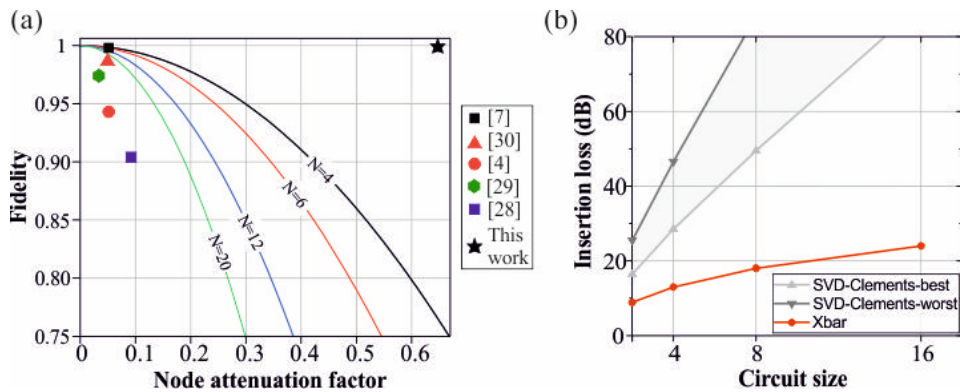 (a)
Fidelity
1
0.95
0.90
0.85
0.80
0.75
0
0.1
0.2
0.3
0.4
0.5
0.6
Node attenuation factor
N=4
N=6
N=12
N=20
[7]
[30]
[4]
[29]
[28]
This
work
(b)
Insertion loss (dB)
80
60
40
20
0
4
8
16
Circuit size
SVD-Clements-best
SVD-Clements-worst
Xbar